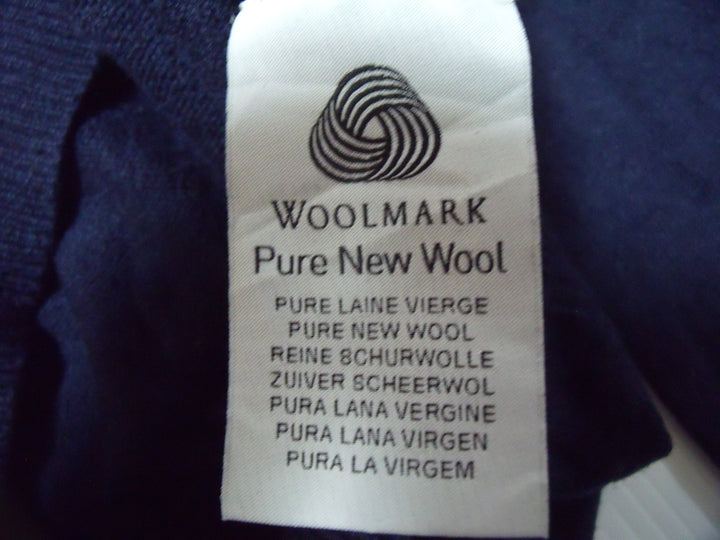 WOOLMARK
Pure New Wool
PURE LAINE VIERGE
PURE NEW WOOL
REINE SCHURWOLLE
ZUIVER SCHEERWOL
PURA LANA VERGINE
PURA LANA VIRGEN
PURA LA VIRGEM